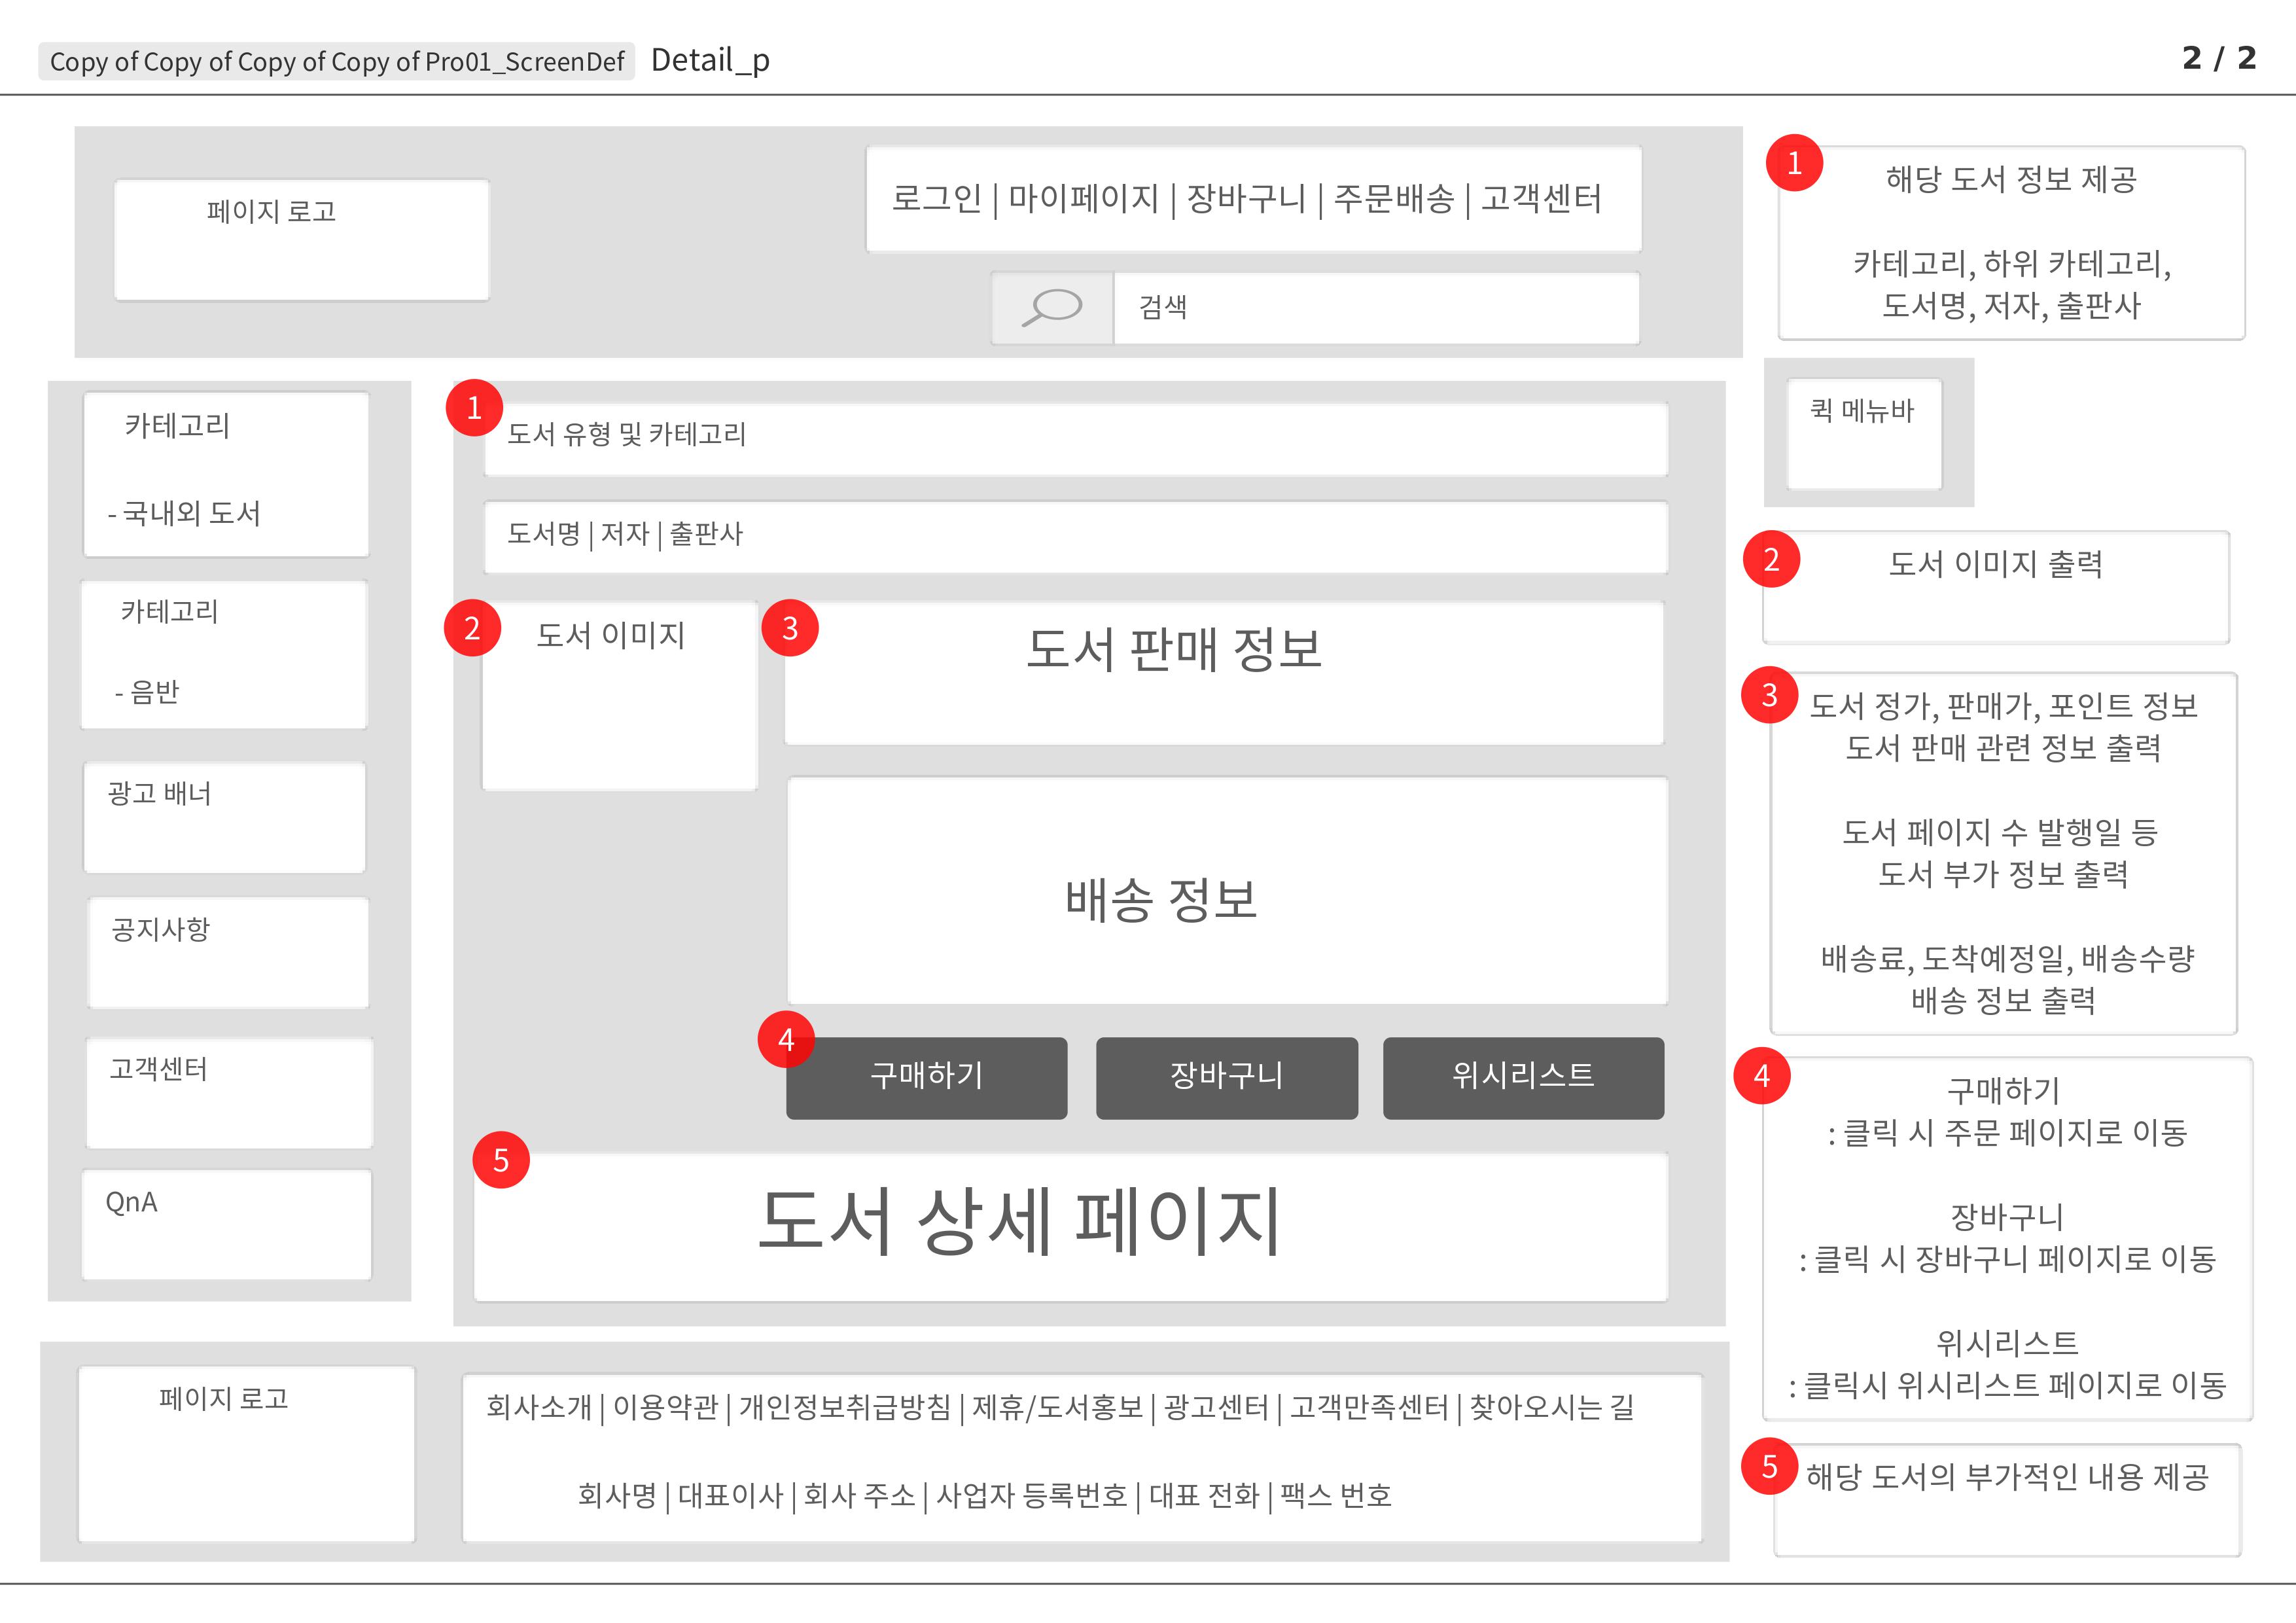 Copy of Copy of Copy of Copy of Pro01_ScreenDef Detail_p 2 / 2
페이지 로고
로그인 | 마이페이지 | 장바구니 | 주문배송 | 고객센터
검색
1
해당 도서 정보 제공
카테고리, 하위 카테고리,
도서명, 저자, 출판사
퀵 메뉴바
카테고리
- 국내외 도서
카테고리
- 음반
광고 배너
공지사항
고객센터
QnA
1
도서 유형 및 카테고리
도서명 | 저자 | 출판사
2
도서 이미지
3
도서 판매 정보
배송 정보
4
구매하기
장바구니
위시리스트
5
도서 상세 페이지
2
도서 이미지 출력
3
도서 정가, 판매가, 포인트 정보
도서 판매 관련 정보 출력
도서 페이지 수 발행일 등
도서 부가 정보 출력
배송료, 도착예정일, 배송수량
배송 정보 출력
4
구매하기
: 클릭 시 주문 페이지로 이동
장바구니
: 클릭 시 장바구니 페이지로 이동
위시리스트
: 클릭시 위시리스트 페이지로 이동
5
해당 도서의 부가적인 내용 제공
페이지 로고
회사소개 | 이용약관 | 개인정보취급방침 | 제휴/도서홍보 | 광고센터 | 고객만족센터 | 찾아오시는 길
회사명 | 대표이사 | 회사 주소 | 사업자 등록번호 | 대표 전화 | 팩스 번호